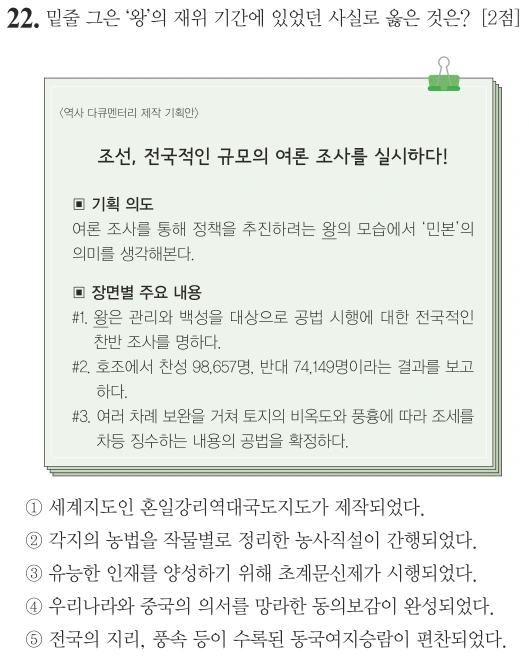 22. 밑줄 그은 ‘왕’의 재위 기간에 있었던 사실로 옳은 것은? [2점]
<역사 다큐멘터리 제작 기획안>
조선, 전국적인 규모의 여론 조사를 실시하다!
▣ 기획 의도
여론 조사를 통해 정책을 추진하려는 왕의 모습에서 ‘민본’의
의미를 생각해본다.
▣ 장면별 주요 내용
#1. 왕은 관리와 백성을 대상으로 공법 시행에 대한 전국적인
찬반 조사를 명하다.
#2. 호조에서 찬성 98,657명, 반대 74,149명이라는 결과를 보고
하다.
#3. 여러 차례 보완을 거쳐 토지의 비옥도와 풍흉에 따라 조세를
차등 징수하는 내용의 공법을 확정하다.
① 세계지도인 혼일강리역대국도지도가 제작되었다.
② 각지의 농법을 작물별로 정리한 농사직설이 간행되었다.
③ 유능한 인재를 양성하기 위해 초계문신제가 시행되었다.
④ 우리나라와 중국의 의서를 망라한 동의보감이 완성되었다.
⑤ 전국의 지리, 풍속 등이 수록된 동국여지승람이 편찬되었다.